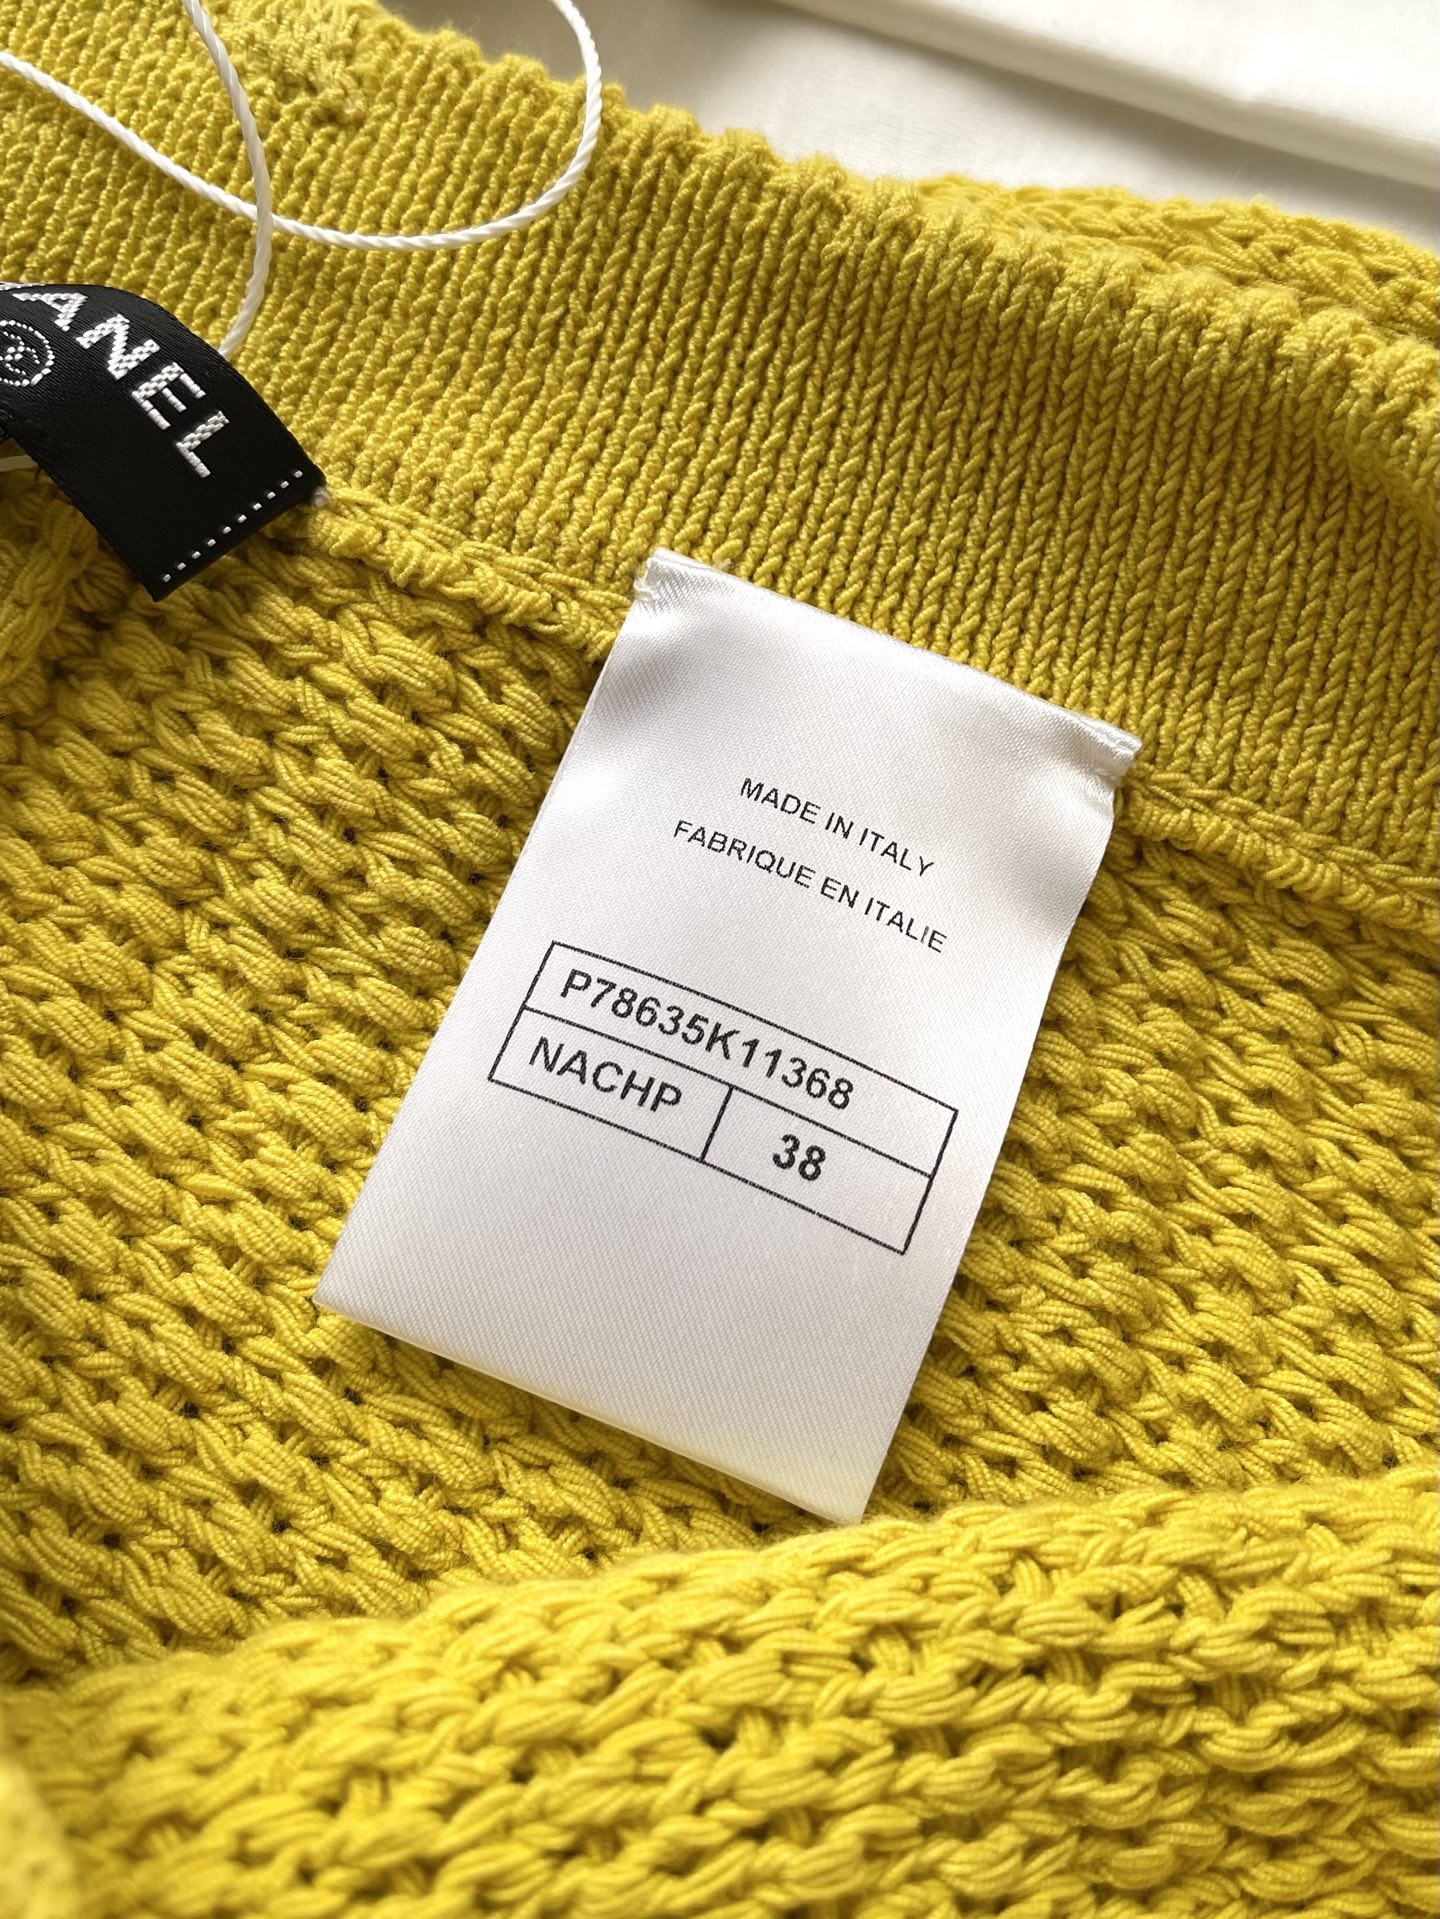 ANEL
MADE IN ITALY
FABRIQUE EN ITALIE
P78635K11368
NACHP 38